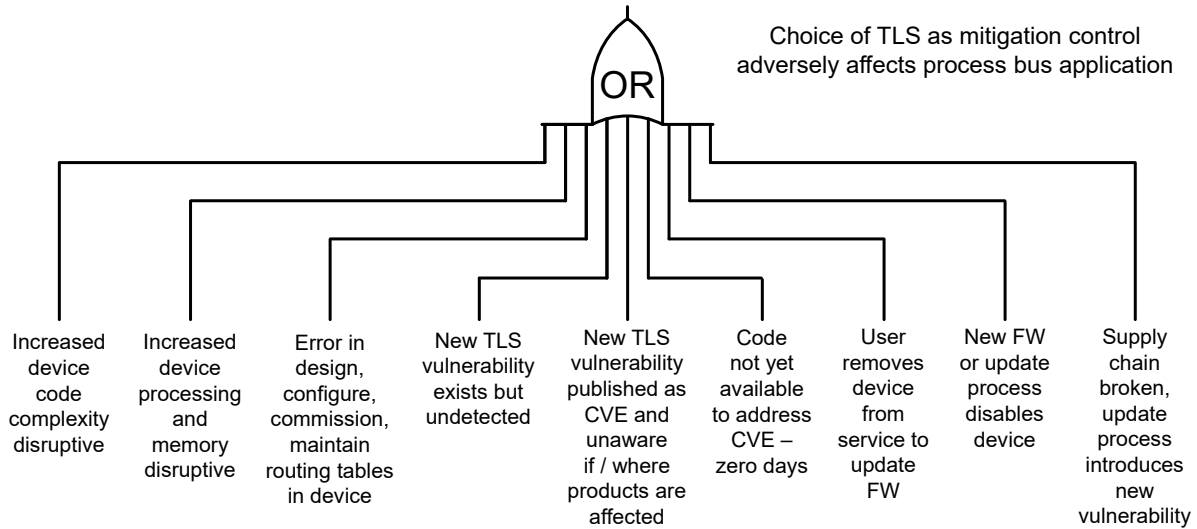 Choice of TLS as mitigation control
adversely affects process bus application
OR
Increased
device
code
complexity
disruptive
Increased
device
processing
and
memory
disruptive
Error in
design,
configure,
commission,
maintain
routing tables
in device
New TLS
vulnerability
exists but
undetected
New TLS
vulnerability
published as
CVE and
unaware
if / where
products are
affected
Code
not yet
available
to address
CVE –
zero days
User
removes
device
from
service to
update
FW
New FW
or update
process
disables
device
Supply
chain
broken,
update
process
introduces
new
vulnerability